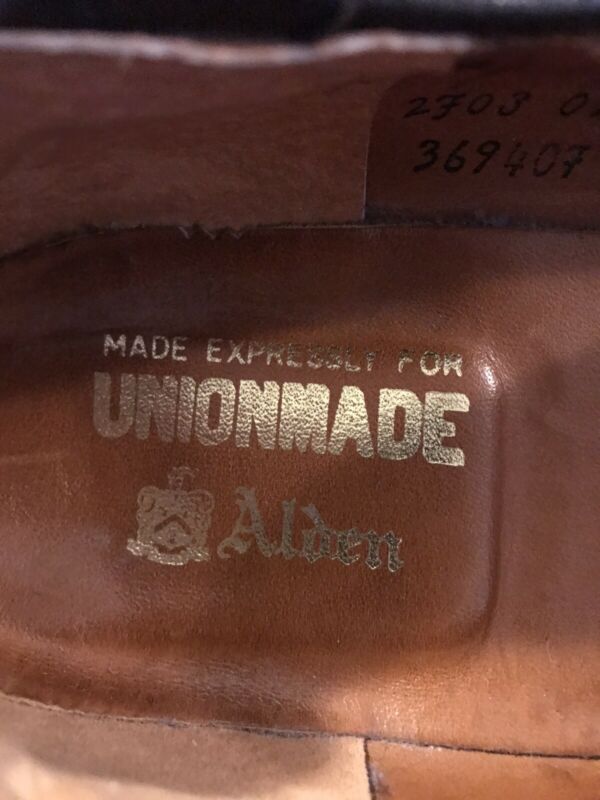 2703
369407
MADE EXPRESSLY FOR
UNIONMADE
Alden